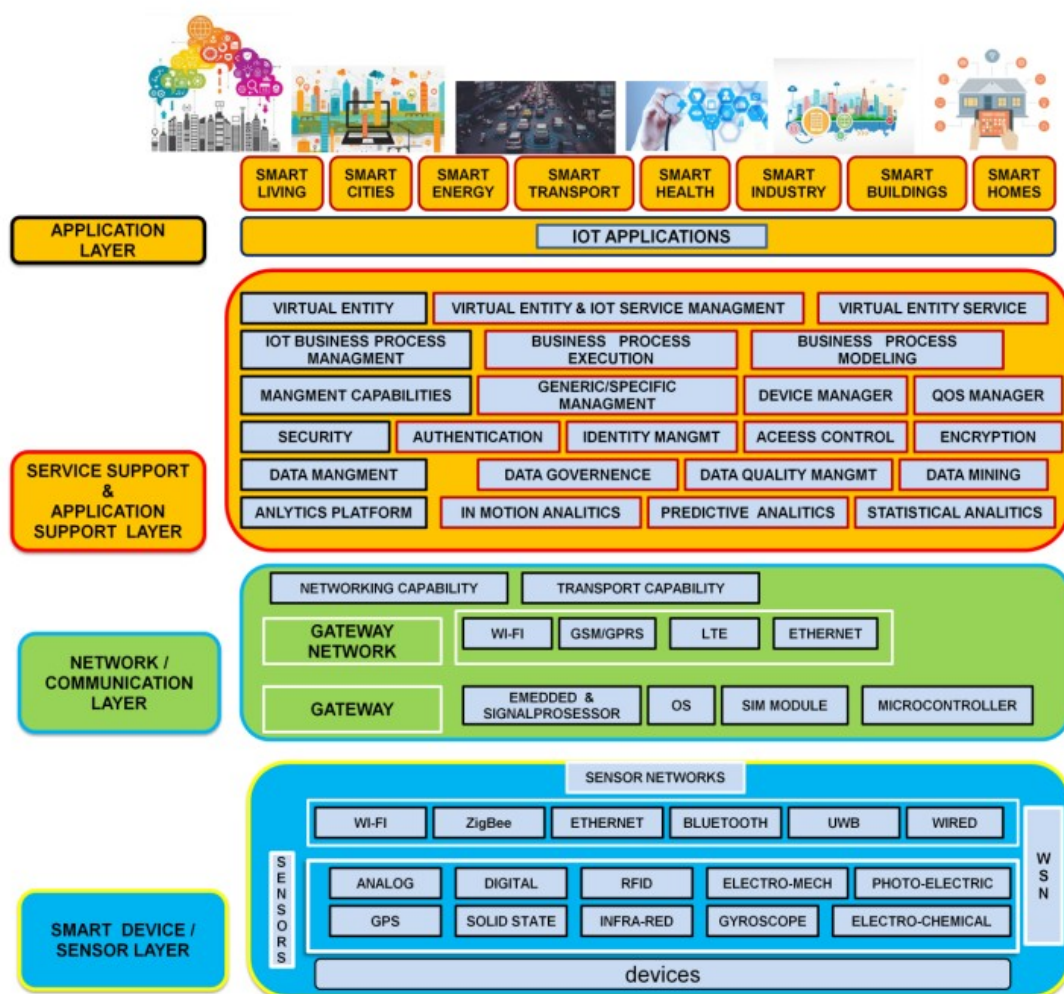 SMART
LIVING
SMART
CITIES
SMART
ENERGY
SMART
TRANSPORT
SMART
HEALTH
SMART
INDUSTRY
SMART
BUILDINGS
SMART
HOMES
APPLICATION
LAYER
IOT APPLICATIONS
VIRTUAL ENTITY
VIRTUAL ENTITY & IOT SERVICE MANAGMENT
VIRTUAL ENTITY SERVICE
IOT BUSINESS PROCESS
MANAGMENT
BUSINESS PROCESS
EXECUTION
BUSINESS PROCESS
MODELING
MANGMENT CAPABILITIES
GENERIC/SPECIFIC
MANAGMENT
DEVICE MANAGER
QOS MANAGER
SECURITY
AUTHENTICATION
IDENTITY MANGMT
ACEESS CONTROL
ENCRYPTION
SERVICE SUPPORT
&
APPLICATION
SUPPORT LAYER
DATA MANGMENT
DATA GOVERNENCE
DATA QUALITY MANGMT
DATA MINING
ANLYTICS PLATFORM
IN MOTION ANALITICS
PREDICTIVE ANALITICS
STATISTICAL ANALITICS
NETWORKING CAPABILITY
TRANSPORT CAPABILITY
GATEWAY
NETWORK
WI-FI
GSM/GPRS
LTE
ETHERNET
NETWORK /
COMMUNICATION
LAYER
GATEWAY
EMEDDED &
SIGNALPROSESSOR
OS
SIM MODULE
MICROCONTROLLER
SENSOR NETWORKS
WI-FI
ZigBee
ETHERNET
BLUETOOTH
UWB
WIRED
WSN
SENSORS
ANALOG
DIGITAL
RFID
ELECTRO-MECH
PHOTO-ELECTRIC
GPS
SOLID STATE
INFRA-RED
GYROSCOPE
ELECTRO-CHEMICAL
SMART DEVICE /
SENSOR LAYER
devices